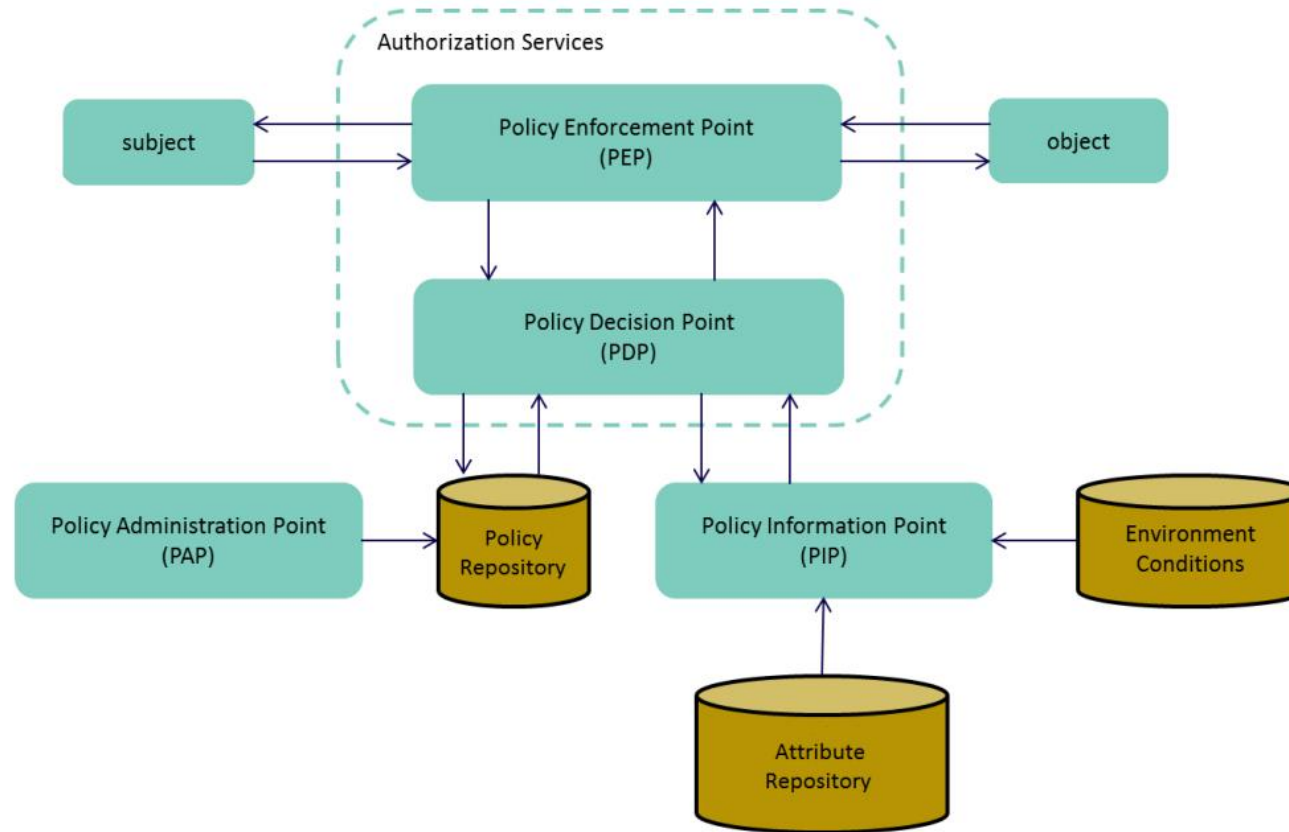 Authorization Services
subject
Policy Enforcement Point
(PEP)
object
Policy Decision Point
(PDP)
Policy Administration Point
(PAP)
Policy
Repository
Policy Information Point
(PIP)
Environment
Conditions
Attribute
Repository